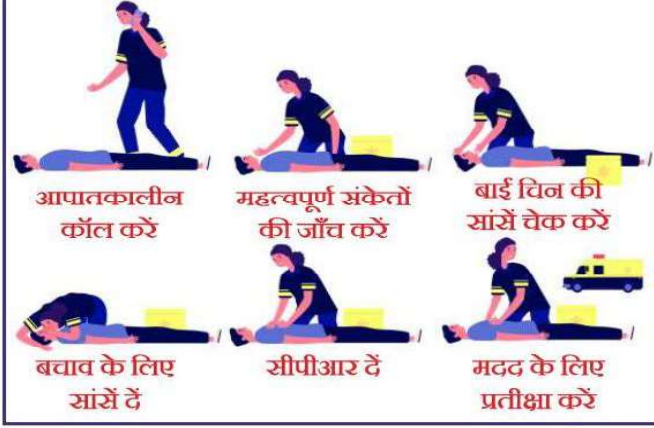 आपातकालीन
कॉल करें
महत्वपूर्ण संकेतों
की जाँच करें
बाई चिन की
सांसें चेक करें
बचाव के लिए
सांसें दें
सीपीआर दें
मदद के लिए
प्रतीक्षा करें